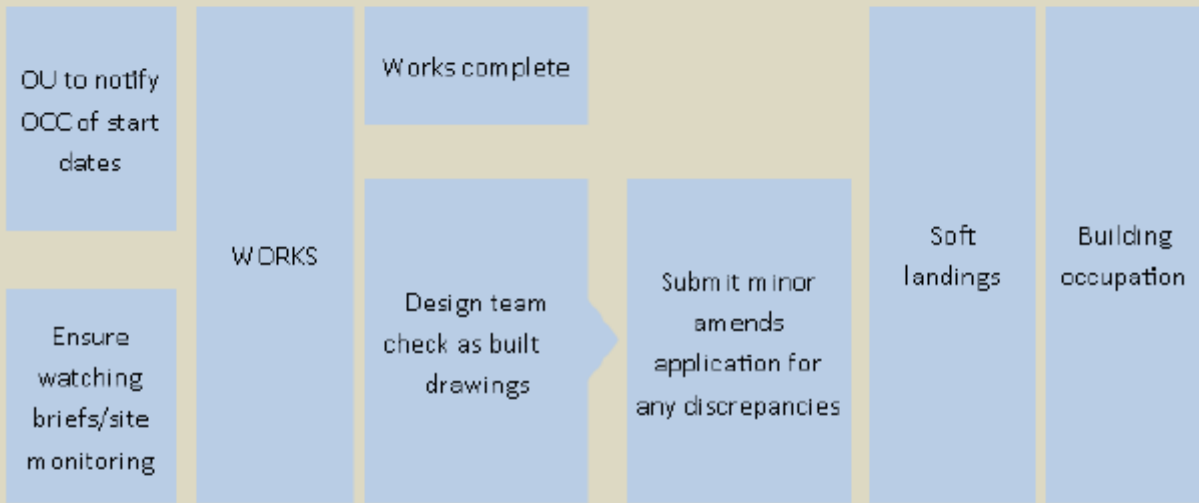 OU to notify
OCC of start
dates
Ensure
watching
briefs/site
monitoring
WORKS
Works complete
Design team
check as built
drawings
Submit minor
amends
application for
any discrepancies
Soft
landings
Building
occupation